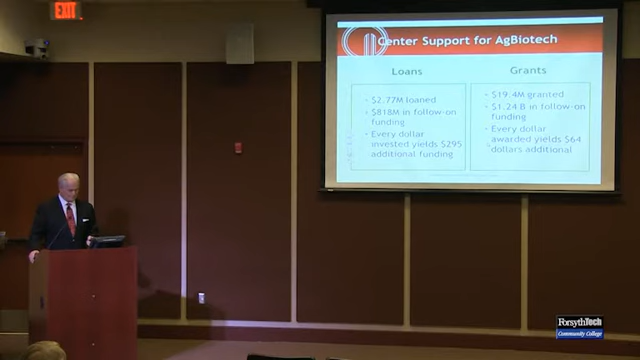 EXIT
Center Support for AgBiotech
Loans
• $2.77M loaned
• $818M in follow-on
funding
• Every dollar
invested yields $295
additional funding
Grants
• $19.4M granted
• $1.24 B in follow-on
funding
• Every dollar
awarded yields $64
dollars additional
ForsythTech
Community College